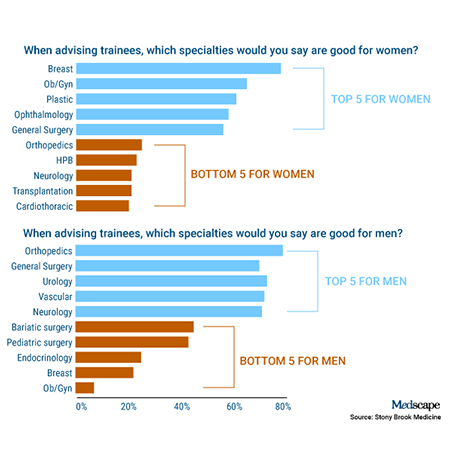 When advising trainees, which specialties would you say are good for women?
Breast
Ob/Gyn
Plastic
Ophthalmology
General Surgery
TOP 5 FOR WOMEN
Orthopedics
HPB
Neurology
Transplantation
Cardiothoracic
BOTTOM 5 FOR WOMEN
When advising trainees, which specialties would you say are good for men?
Orthopedics
General Surgery
Urology
Vascular
Neurology
TOP 5 FOR MEN
Bariatic surgery
Pediatric surgery
Endocrinology
Breast
Ob/Gyn
BOTTOM 5 FOR MEN
0% 20% 40% 60% 80%
Medscape
Source: Stony Brook Medicine